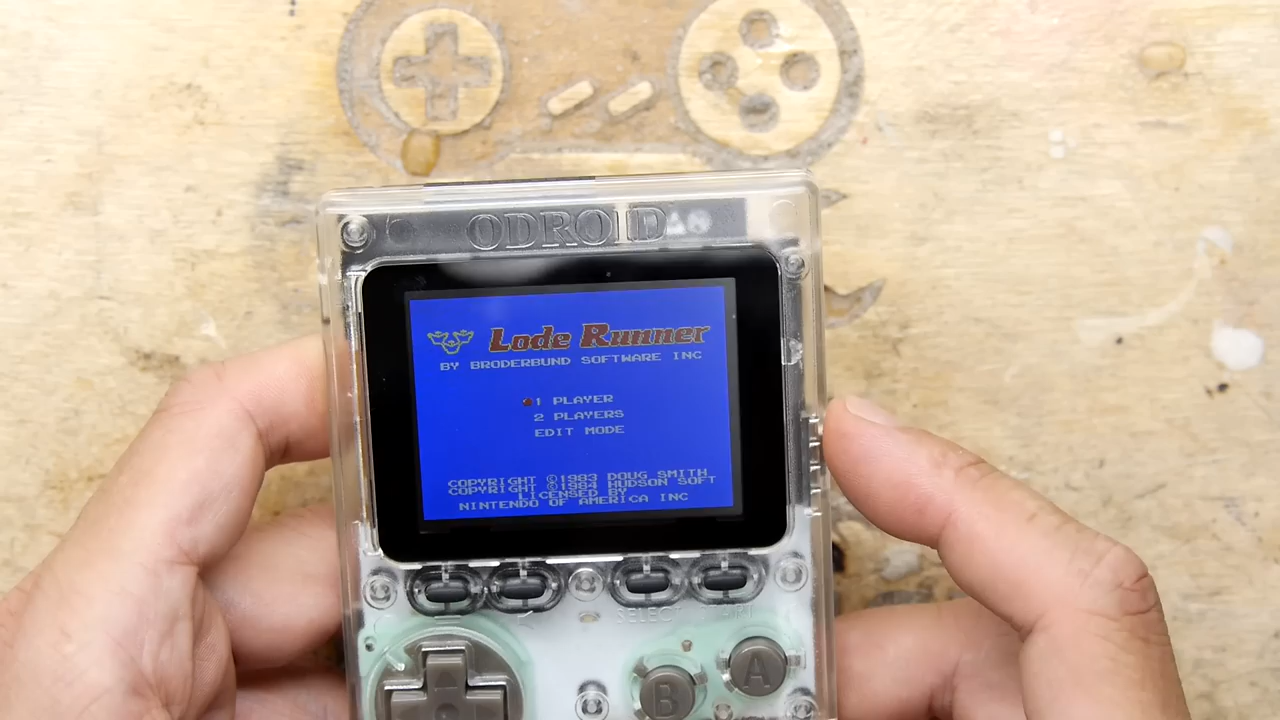 ODROID
Lode Runner
BY BRODERBUND SOFTWARE INC
1 PLAYER
2 PLAYERS
EDIT MODE
COPYRIGHT ©1983 DOUG SMITH
COPYRIGHT ©1984 HUDSON SOFT
LICENSED BY
NINTENDO OF AMERICA INC
SELECT
A
B